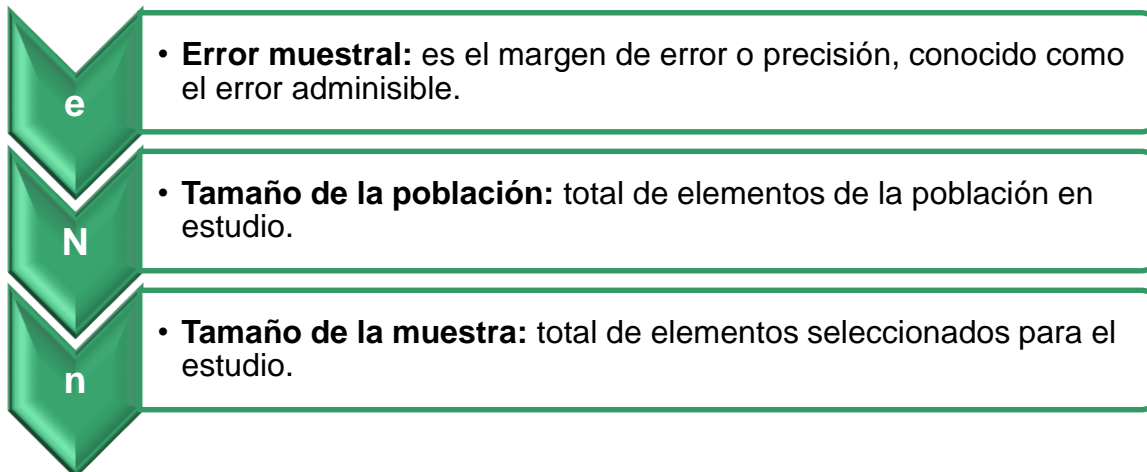 e
• Error muestral: es el margen de error o precisión, conocido como
el error adminisible.
N
• Tamaño de la población: total de elementos de la población en
estudio.
n
• Tamaño de la muestra: total de elementos seleccionados para el
estudio.